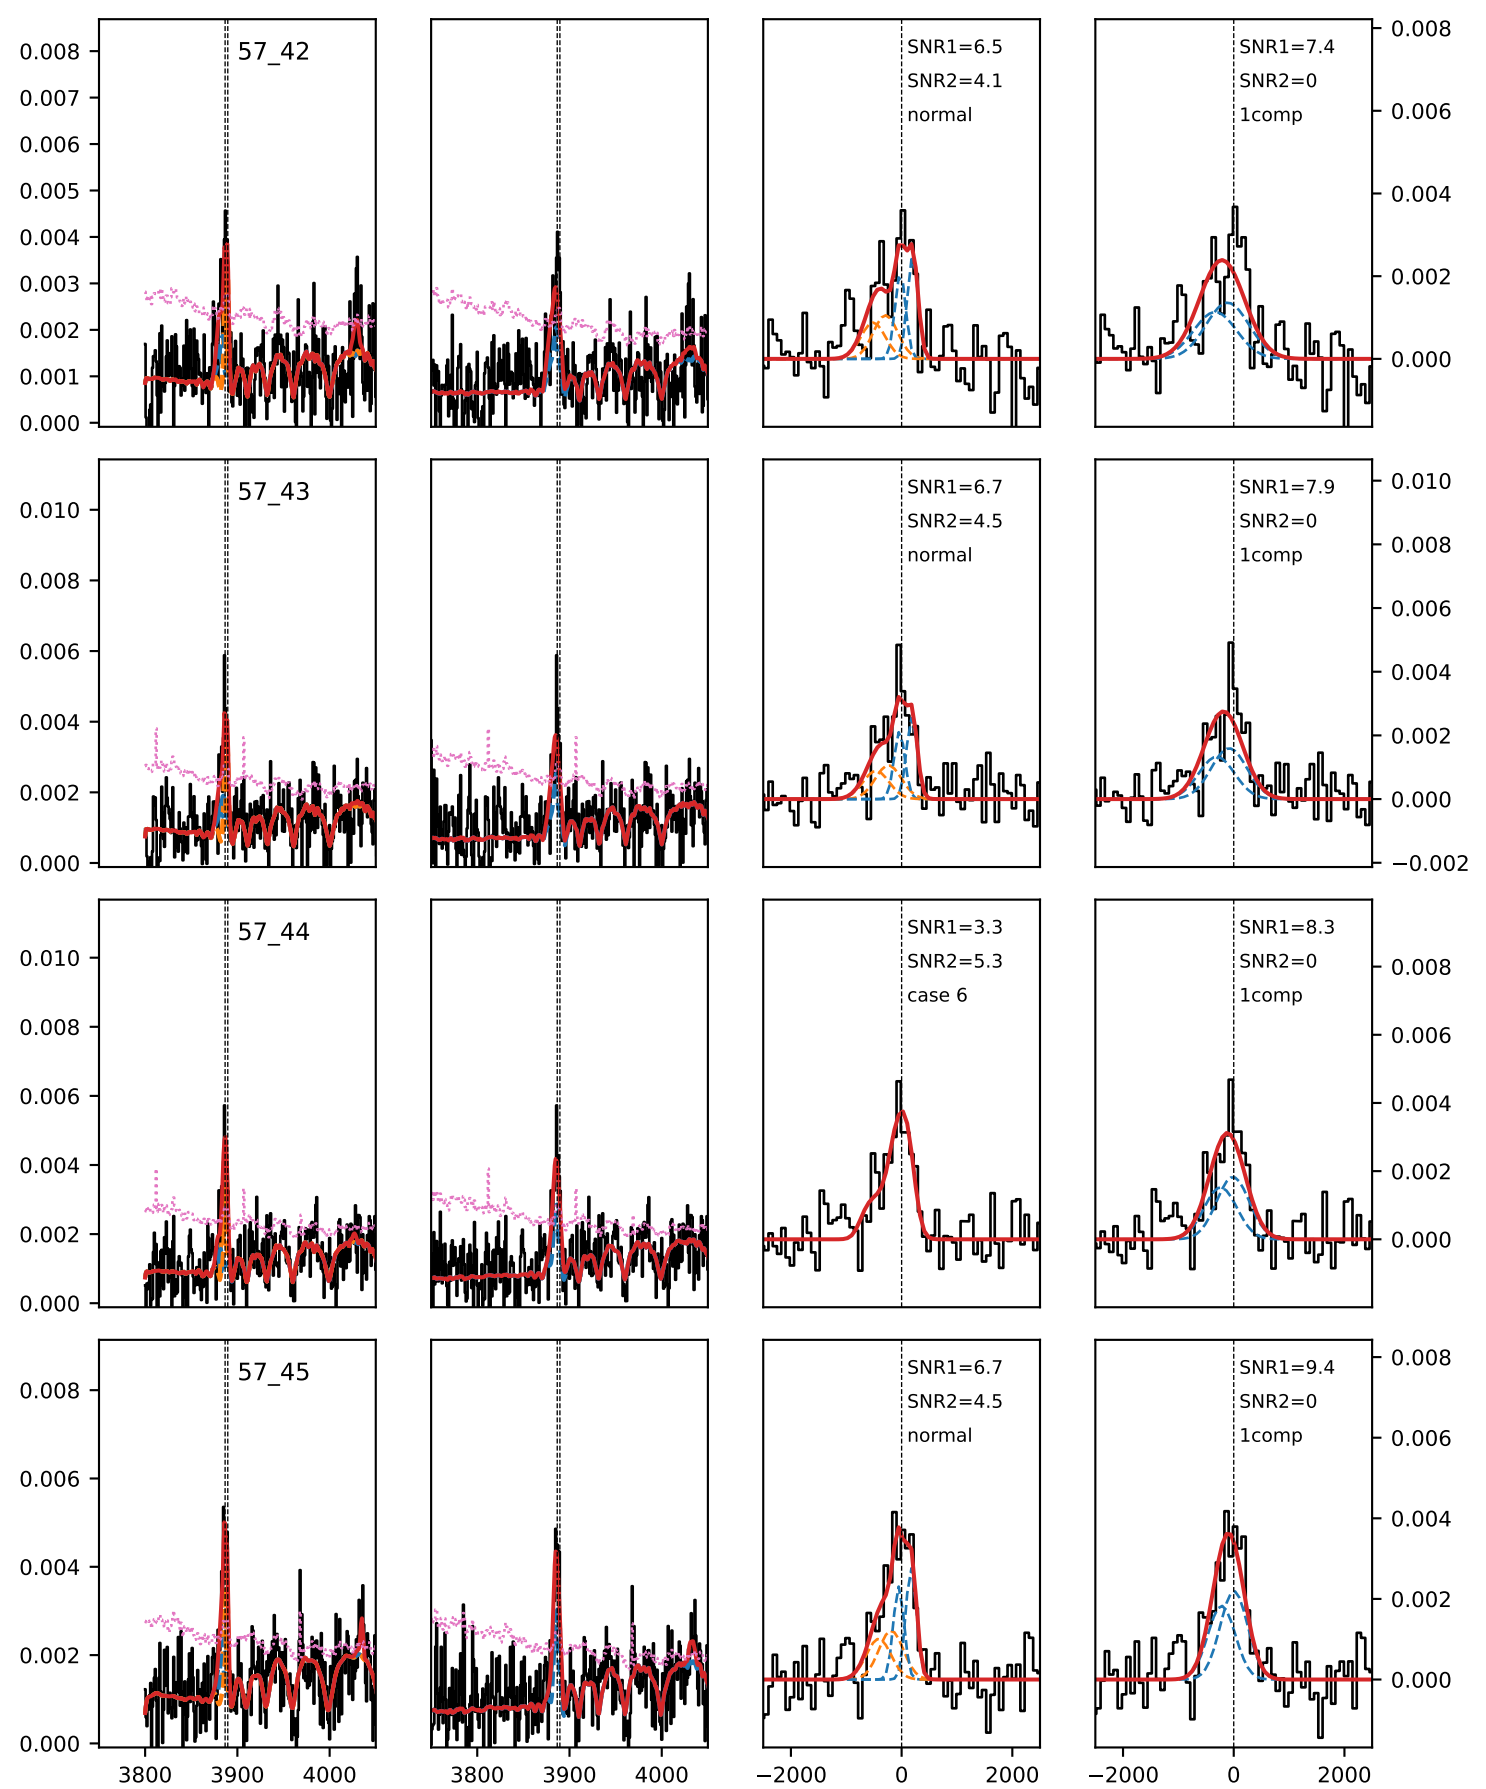 57_42
SNR1=6.5
SNR2=4.1
normal
SNR1=7.4
SNR2=0
1comp
0.008
0.007
0.006
0.005
0.004
0.003
0.002
0.001
0.000
0.008
0.006
0.004
0.002
0.000
57_43
SNR1=6.7
SNR2=4.5
normal
SNR1=7.9
SNR2=0
1comp
0.010
0.008
0.006
0.004
0.002
0.000
0.010
0.008
0.006
0.004
0.002
0.000
−0.002
57_44
SNR1=3.3
SNR2=5.3
case 6
SNR1=8.3
SNR2=0
1comp
0.010
0.008
0.006
0.004
0.002
0.000
0.008
0.006
0.004
0.002
0.000
57_45
SNR1=6.7
SNR2=4.5
normal
SNR1=9.4
SNR2=0
1comp
0.008
0.006
0.004
0.002
0.000
0.008
0.006
0.004
0.002
0.000
3800 3900 4000
3800 3900 4000
−2000 0 2000
−2000 0 2000